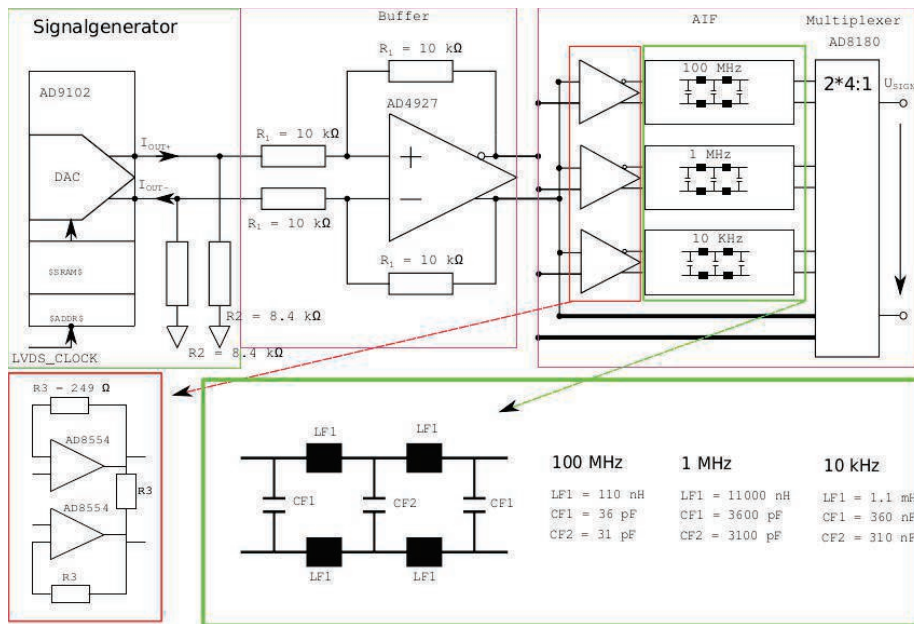 Signalgenerator
Buffer
AIF
Multiplexer
AD8180
AD9102
DAC
$SRAM$
$ADDR$
LVDS_CLOCK
IOUT+
IOUT-
R2 = 8.4 kΩ
R2 = 8.4 kΩ
R1 = 10 kΩ
AD4927
R1 = 10 kΩ
+
−
R1 = 10 kΩ
R1 = 10 kΩ
100 MHz
1 MHz
10 KHz
2*4:1
USIGN
R3 = 249 Ω
AD8554
R3
AD8554
R3
LF1
LF1
CF1
CF2
CF1
LF1
LF1
100 MHz
LF1 = 110 nH
CF1 = 36 pF
CF2 = 31 pF
1 MHz
LF1 = 11000 nH
CF1 = 3600 pF
CF2 = 3100 pF
10 kHz
LF1 = 1.1 mH
CF1 = 360 nF
CF2 = 310 nF